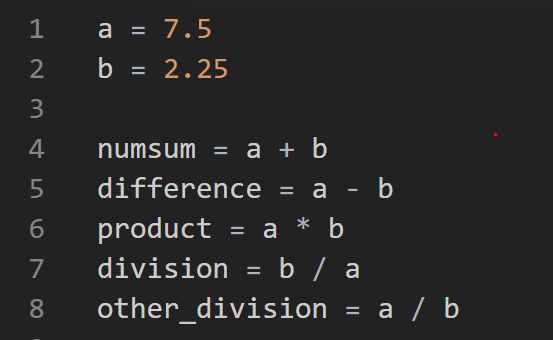 1 a = 7.5
2 b = 2.25
3
4 numsum = a + b
5 difference = a - b
6 product = a * b
7 division = b / a
8 other_division = a / b